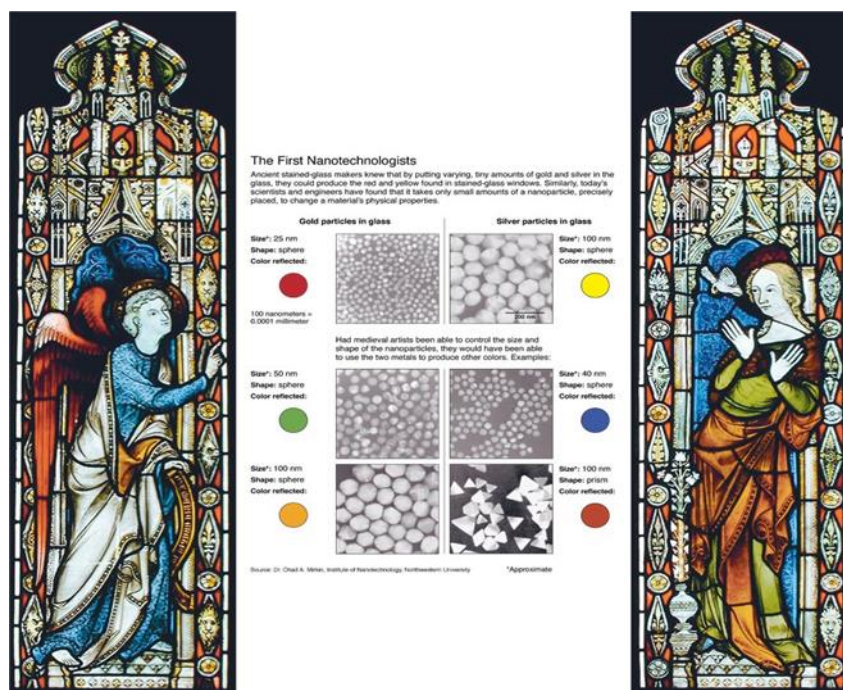 The First Nanotechnologists
Ancient stained-glass makers knew that by putting varying, tiny amounts of gold and silver in the
glass, they could produce the red and yellow found in stained-glass windows. Similarly, today's
scientists and engineers have found that it takes only small amounts of a nanoparticle, precisely
placed, to change a material's physical properties.
Gold particles in glass
Silver particles in glass
Size*: 25 nm
Shape: sphere
Color reflected:
100 nanometers =
0.0001 millimeter
Size*: 100 nm
Shape: sphere
Color reflected:
200 nm
Had medieval artists been able to control the size and
shape of the nanoparticles, they would have been able
to use the two metals to produce other colors. Examples:
Size*: 50 nm
Shape: sphere
Color reflected:
Size*: 40 nm
Shape: sphere
Color reflected:
Size*: 100 nm
Shape: sphere
Color reflected:
Size*: 100 nm
Shape: prism
Color reflected:
Source: Dr. Chad A. Mirkin, Institute of Nanotechnology, Northwestern University
*Approximate